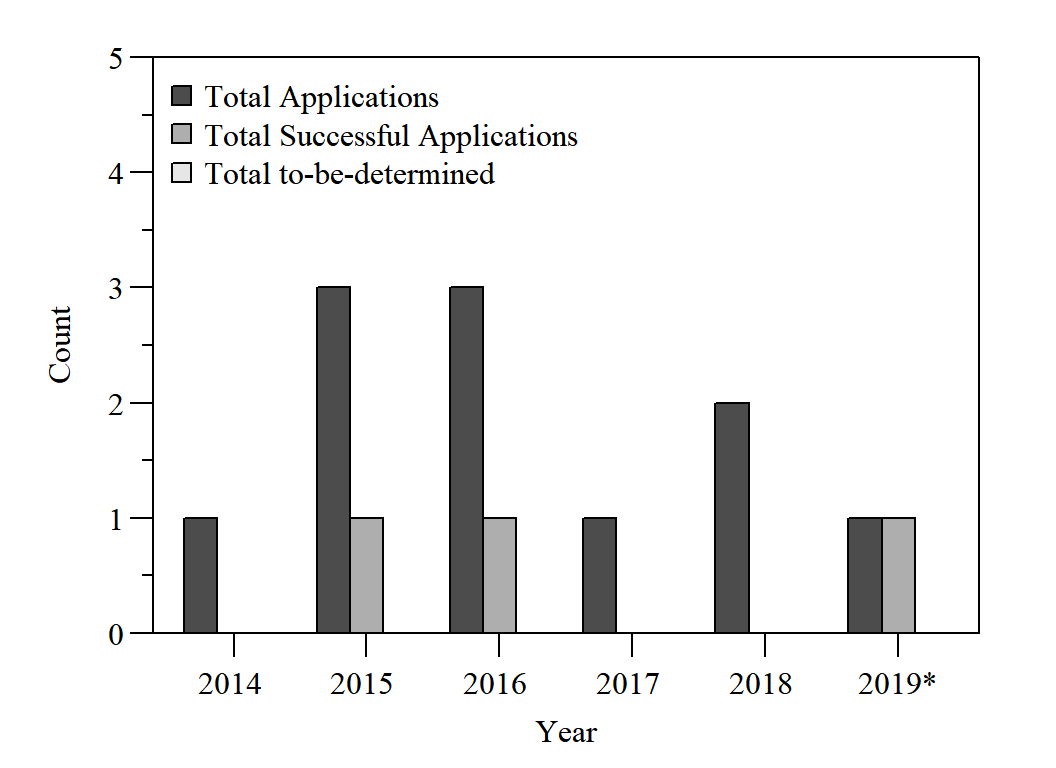 5
Total Applications
Total Successful Applications
4
Total to-be-determined
3
Count
2
1
0
2014 2015 2016 2017 2018 2019*
Year